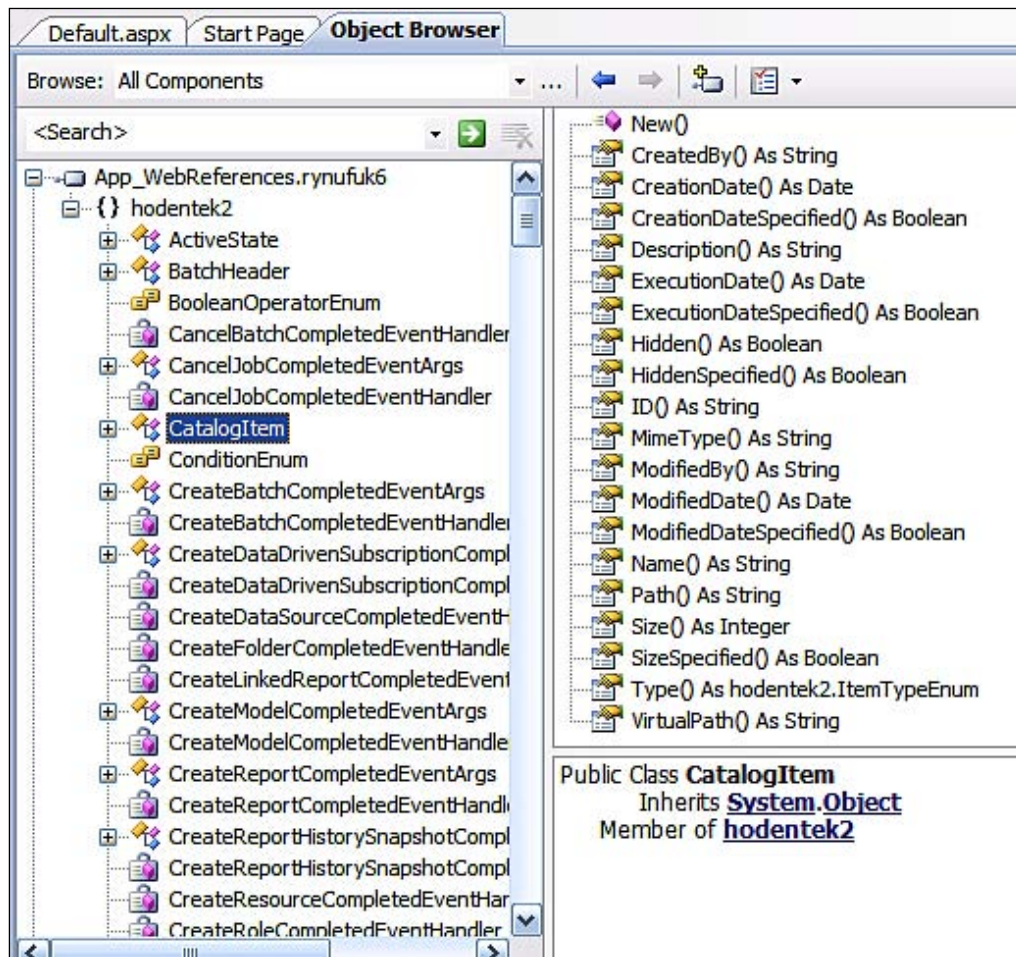 Default.aspx Start Page Object Browser
Browse: All Components ...
<Search>
App_WebReferences.rynufuk6
{} hodentek2
ActiveState
BatchHeader
BooleanOperatorEnum
CancelBatchCompletedEventHandler
CancelJobCompletedEventArgs
CancelJobCompletedEventHandler
CatalogItem
ConditionEnum
CreateBatchCompletedEventArgs
CreateBatchCompletedEventHandler
CreateDataDrivenSubscriptionCompl
CreateDataDrivenSubscriptionCompl
CreateDataSourceCompletedEventH
CreateFolderCompletedEventHandle
CreateLinkedReportCompletedEvent
CreateModelCompletedEventArgs
CreateModelCompletedEventHandle
CreateReportCompletedEventArgs
CreateReportCompletedEventHandl
CreateReportHistorySnapshotCompl
CreateReportHistorySnapshotCompl
CreateResourceCompletedEventHar
CreateRoleCompletedEventHandler
New()
CreatedBy() As String
CreationDate() As Date
CreationDateSpecified() As Boolean
Description() As String
ExecutionDate() As Date
ExecutionDateSpecified() As Boolean
Hidden() As Boolean
HiddenSpecified() As Boolean
ID() As String
MimeType() As String
ModifiedBy() As String
ModifiedDate() As Date
ModifiedDateSpecified() As Boolean
Name() As String
Path() As String
Size() As Integer
SizeSpecified() As Boolean
Type() As hodentek2.ItemTypeEnum
VirtualPath() As String
Public Class CatalogItem
Inherits System.Object
Member of hodentek2